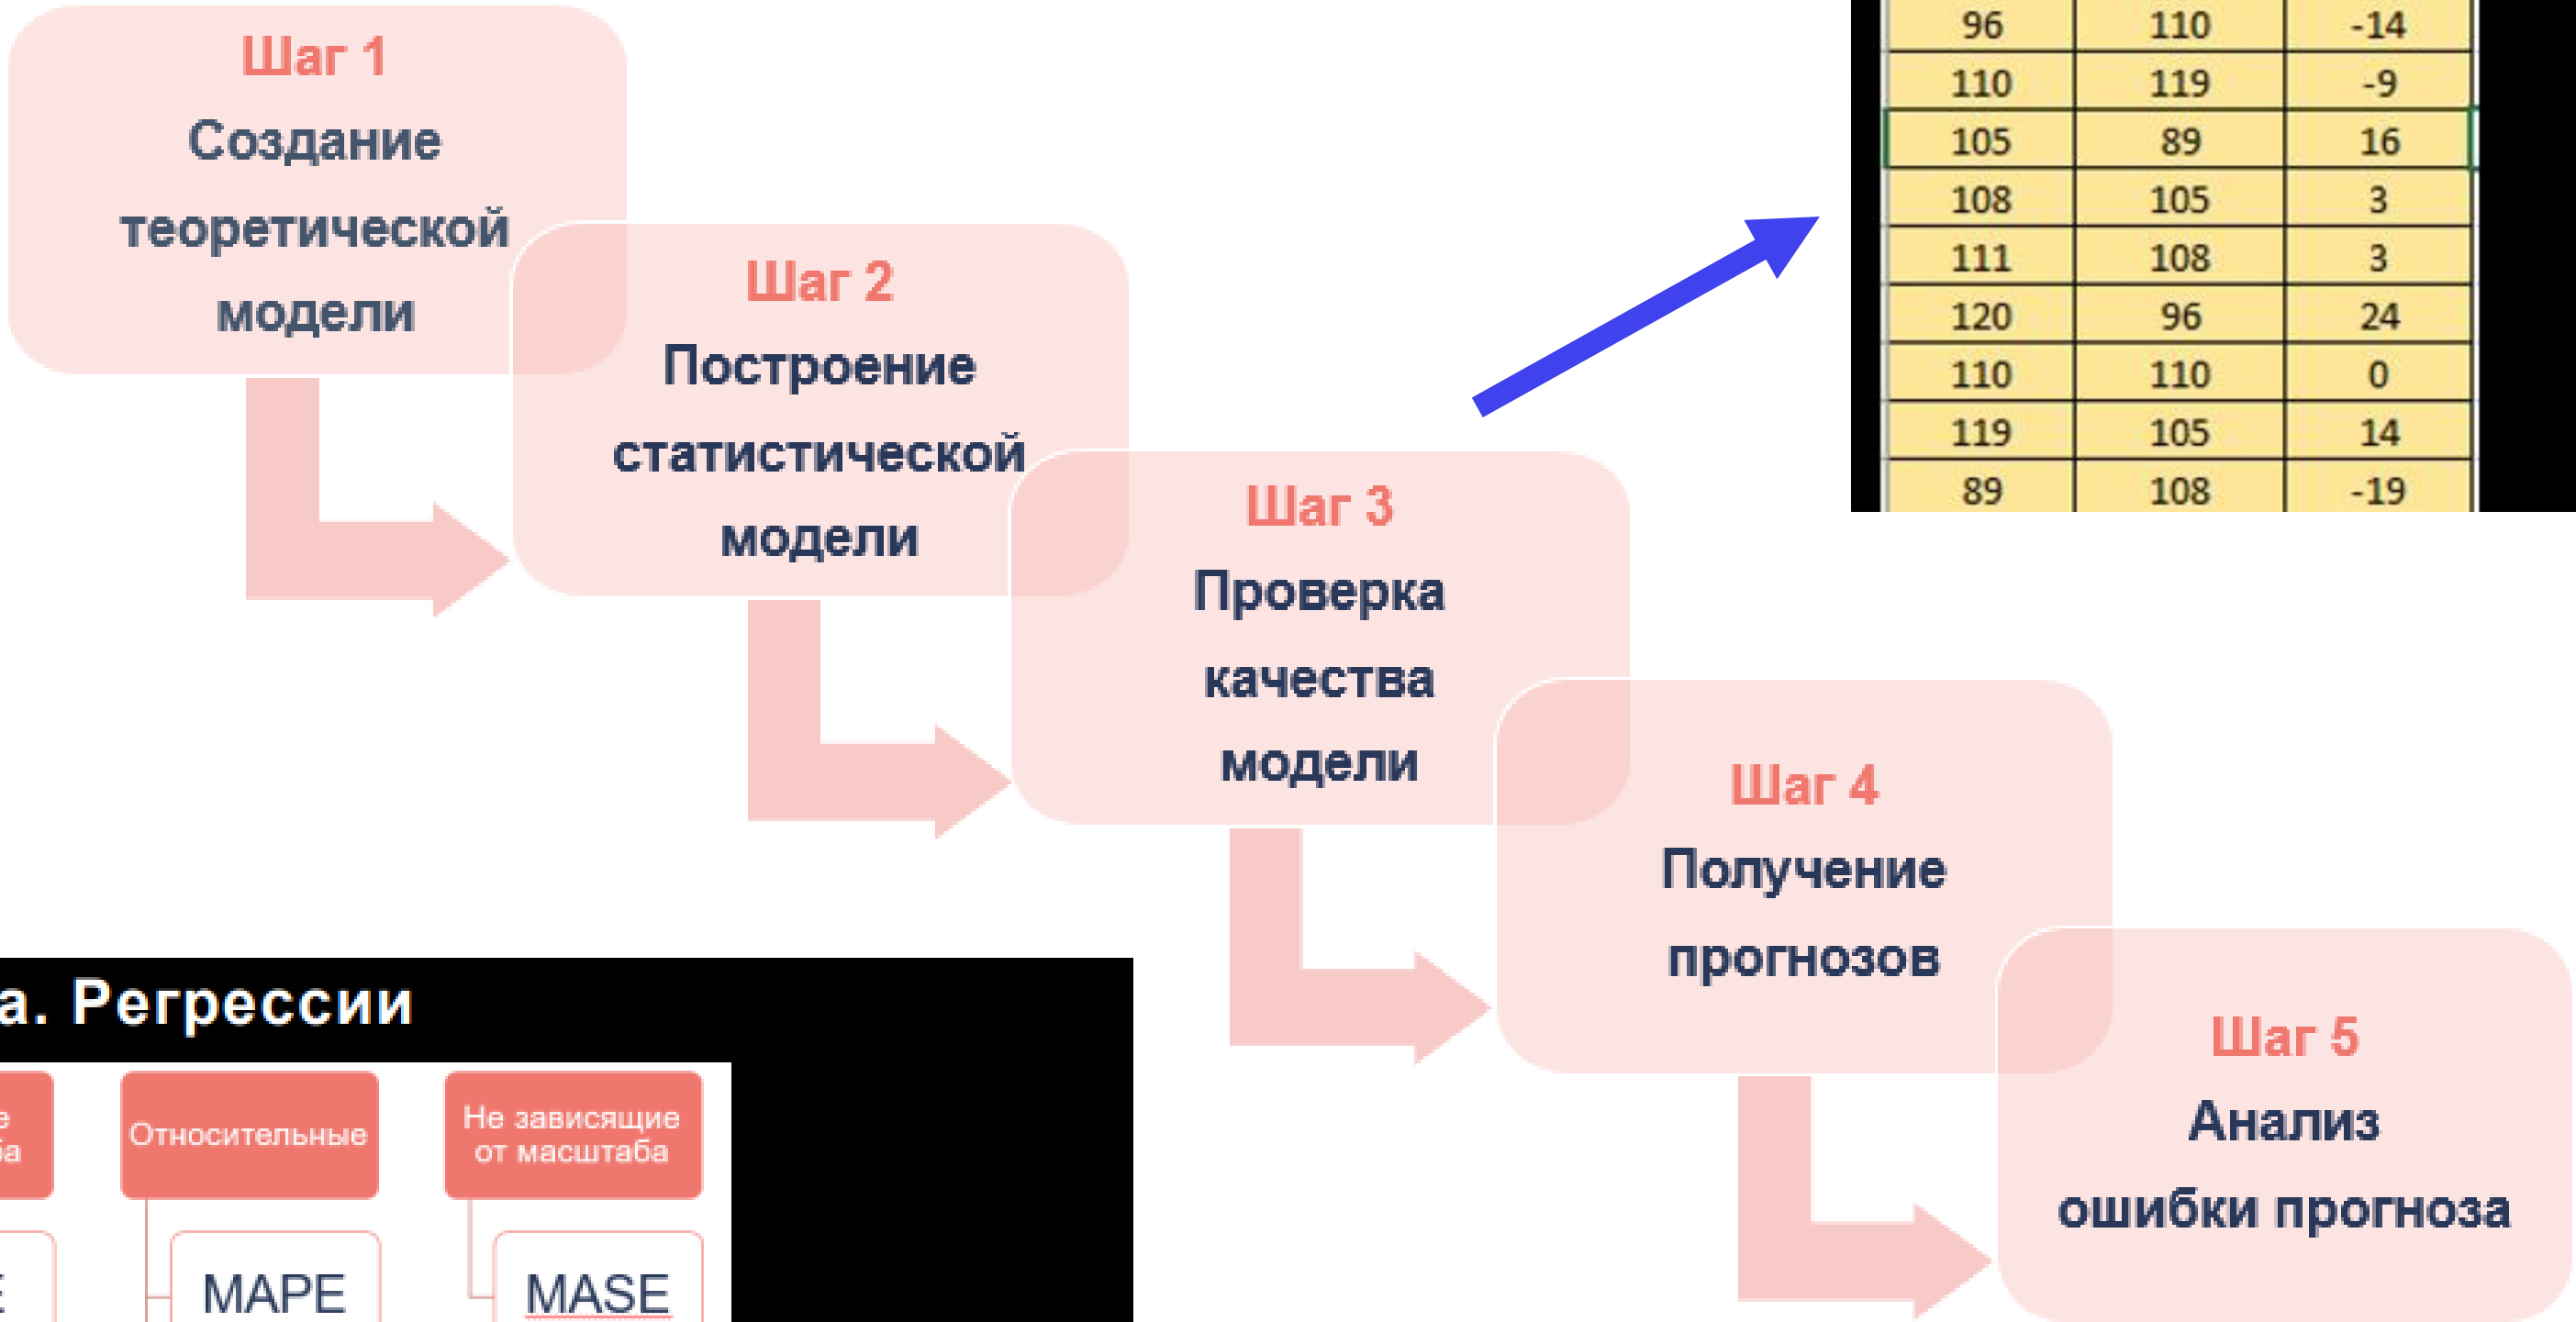 Шаг 1
Создание
теоретической
модели
Шаг 2
Построение
статистической
модели
Шаг 3
Проверка
качества
модели
Шаг 4
Получение
прогнозов
Шаг 5
Анализ
ошибки прогноза
96 110 -14
110 119 -9
105 89 16
108 105 3
111 108 3
120 96 24
110 110 0
119 105 14
89 108 -19
а. Регрессии
Относительные
Не зависящие
от масштаба
MAPE
MASE